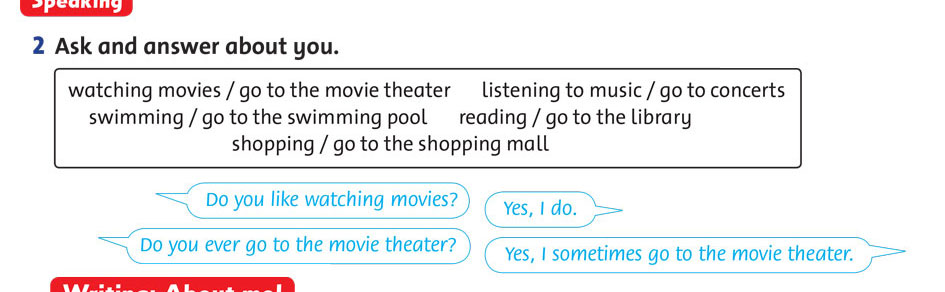 Speaking
2 Ask and answer about you.
watching movies / go to the movie theater listening to music / go to concerts
swimming / go to the swimming pool reading / go to the library
shopping / go to the shopping mall
Do you like watching movies?
Yes, I do.
Do you ever go to the movie theater?
Yes, I sometimes go to the movie theater.
Writing: About me!